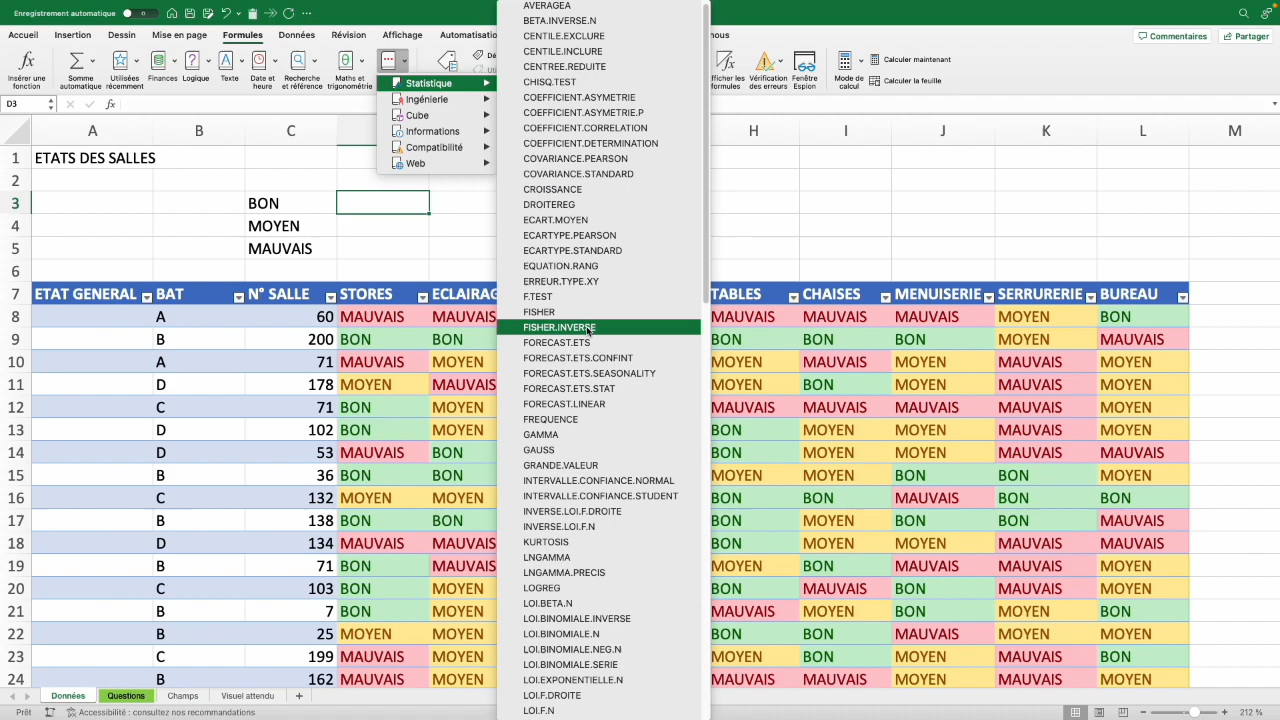 Enregistrement automatique
Accueil Insertion Dessin Mise en page Formules Données Révision Affichage Automatisation nous Commentaires Partager
Insérer une fonction Somme automatique Utilisées récemment Finances Logique Texte Date et heure Recherche et référence Maths et trigonométrie formules Vérification des erreurs Fenêtre Espion Mode de calcul Calculer maintenant Calculer la feuille
Statistique
Ingénierie
Cube
Informations
Compatibilité
Web
AVERAGEA
BETA.INVERSE.N
CENTILE.EXCLURE
CENTILE.INCLURE
CENTREE.REDUITE
CHISQ.TEST
COEFFICIENT.ASYMETRIE
COEFFICIENT.ASYMETRIE.P
COEFFICIENT.CORRELATION
COEFFICIENT.DETERMINATION
COVARIANCE.PEARSON
COVARIANCE.STANDARD
CROISSANCE
DROITEREG
ECART.MOYEN
ECARTYPE.PEARSON
ECARTYPE.STANDARD
EQUATION.RANG
ERREUR.TYPE.XY
F.TEST
FISHER
FISHER.INVERSE
FORECAST.ETS
FORECAST.ETS.CONFINT
FORECAST.ETS.SEASONALITY
FORECAST.ETS.STAT
FORECAST.LINEAR
FREQUENCE
GAMMA
GAUSS
GRANDE.VALEUR
INTERVALLE.CONFIANCE.NORMAL
INTERVALLE.CONFIANCE.STUDENT
INVERSE.LOI.F.DROITE
INVERSE.LOI.F.N
KURTOSIS
LNGAMMA
LNGAMMA.PRECIS
LOGREG
LOI.BETA.N
LOI.BINOMIALE.INVERSE
LOI.BINOMIALE.N
LOI.BINOMIALE.NEG.N
LOI.BINOMIALE.SERIE
LOI.EXPONENTIELLE.N
LOI.F.DROITE
LOI.F.N
D3 fx
A B C H I J K L M
1 ETATS DES SALLES
2
3 BON
4 MOYEN
5 MAUVAIS
6
7 ETAT GENERAL BAT N° SALLE STORES ECLAIRAG TABLES CHAISES MENUISERIE SERRURERIE BUREAU
8 A 60 MAUVAIS MAUVAIS MAUVAIS MAUVAIS MAUVAIS MOYEN BON
9 B 200 BON BON BON BON BON MOYEN MAUVAIS
10 A 71 MAUVAIS MOYEN MOYEN MAUVAIS MOYEN MAUVAIS MOYEN
11 D 178 MOYEN MAUVAIS MAUVAIS BON MOYEN MAUVAIS MOYEN
12 C 71 BON MOYEN MAUVAIS MAUVAIS MAUVAIS MAUVAIS MOYEN
13 D 102 BON MOYEN BON MOYEN MOYEN MAUVAIS MOYEN
14 D 53 MAUVAIS BON BON MOYEN MOYEN MAUVAIS MAUVAIS
15 B 36 BON BON MOYEN MOYEN BON BON MOYEN
16 C 132 MOYEN MOYEN BON BON MAUVAIS BON BON
17 B 138 BON BON BON MOYEN BON BON MAUVAIS
18 D 134 MAUVAIS MAUVAIS BON MOYEN MOYEN MAUVAIS MAUVAIS
19 B 71 BON MAUVAIS BON MOYEN BON MAUVAIS MOYEN
20 C 103 BON MOYEN BON MAUVAIS BON MAUVAIS MOYEN
21 B 7 BON MOYEN MAUVAIS MOYEN BON MOYEN BON
22 B 25 MOYEN MOYEN BON BON MAUVAIS MOYEN MOYEN
23 C 199 MAUVAIS MAUVAIS MOYEN BON MAUVAIS MOYEN MOYEN
24 B 162 MAUVAIS MOYEN MAUVAIS MOYEN MAUVAIS MOYEN MOYEN
Données Questions Champs Visuel attendu
Prêt Accessibilité : consultez nos recommandations 212 %